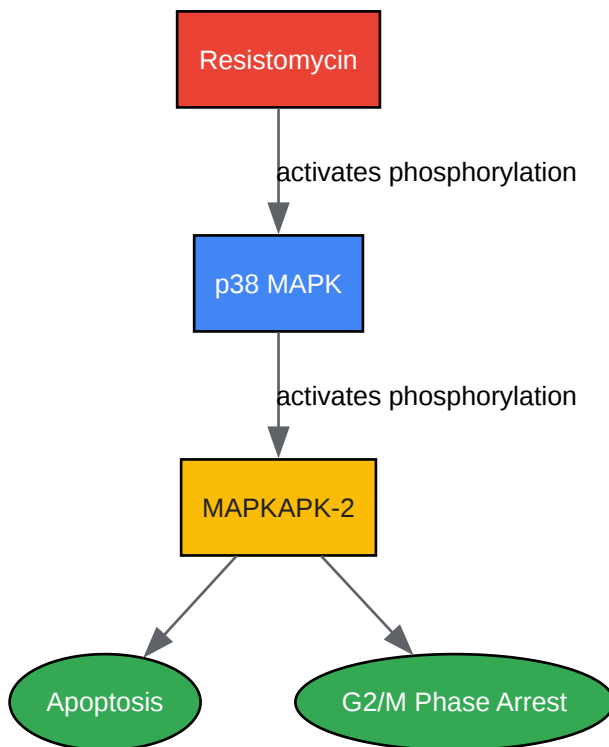 Resistomycin
activates phosphorylation
p38 MAPK
activates phosphorylation
MAPKAPK-2
Apoptosis
G2/M Phase Arrest